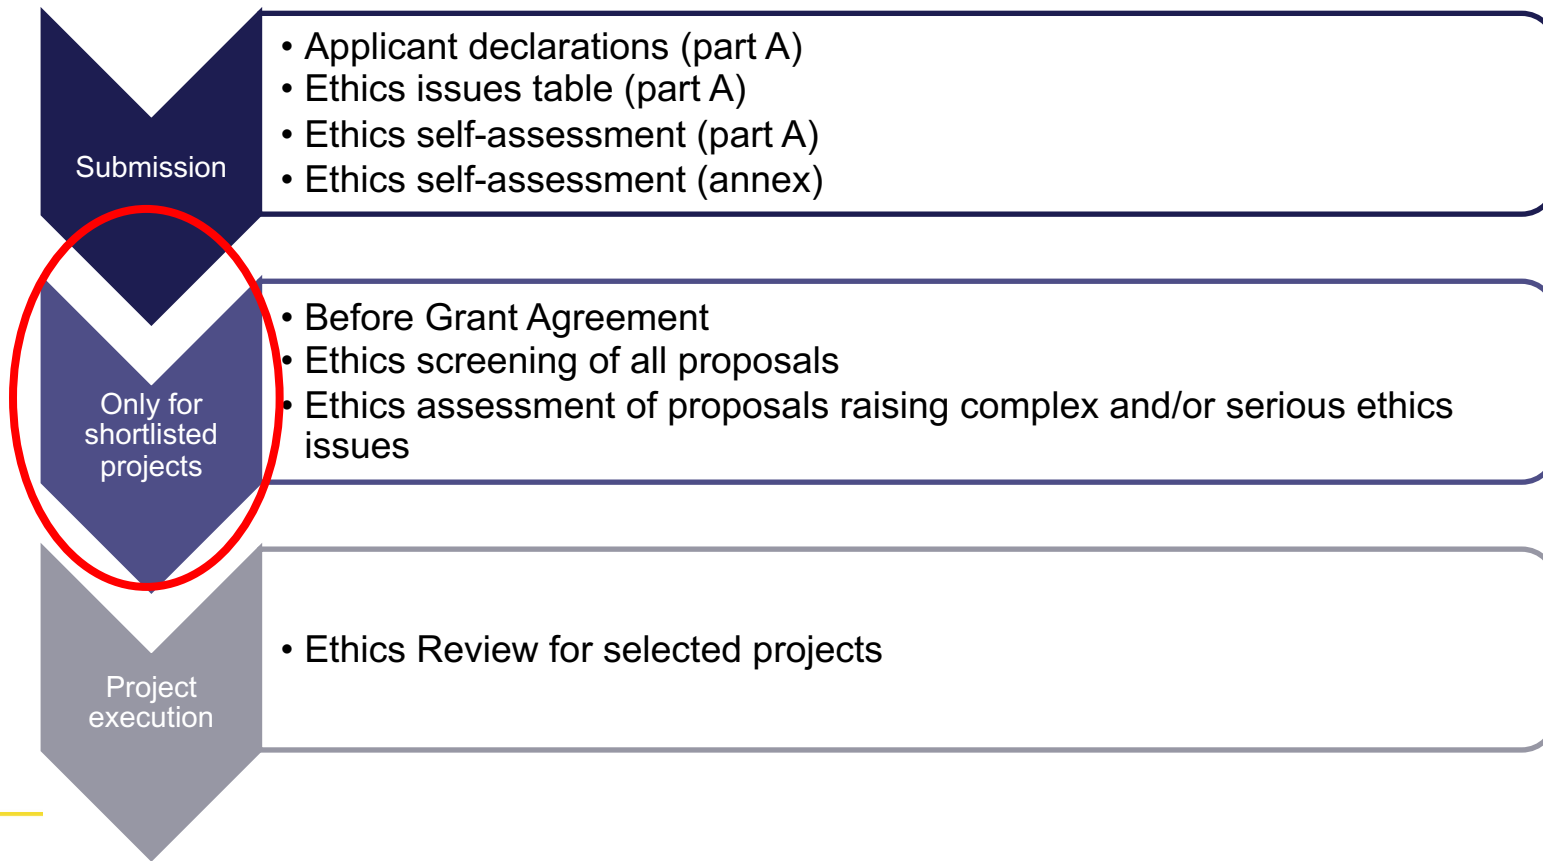 Submission
• Applicant declarations (part A)
• Ethics issues table (part A)
• Ethics self-assessment (part A)
• Ethics self-assessment (annex)
Only for
shortlisted
projects
• Before Grant Agreement
• Ethics screening of all proposals
• Ethics assessment of proposals raising complex and/or serious ethics
issues
Project
execution
• Ethics Review for selected projects